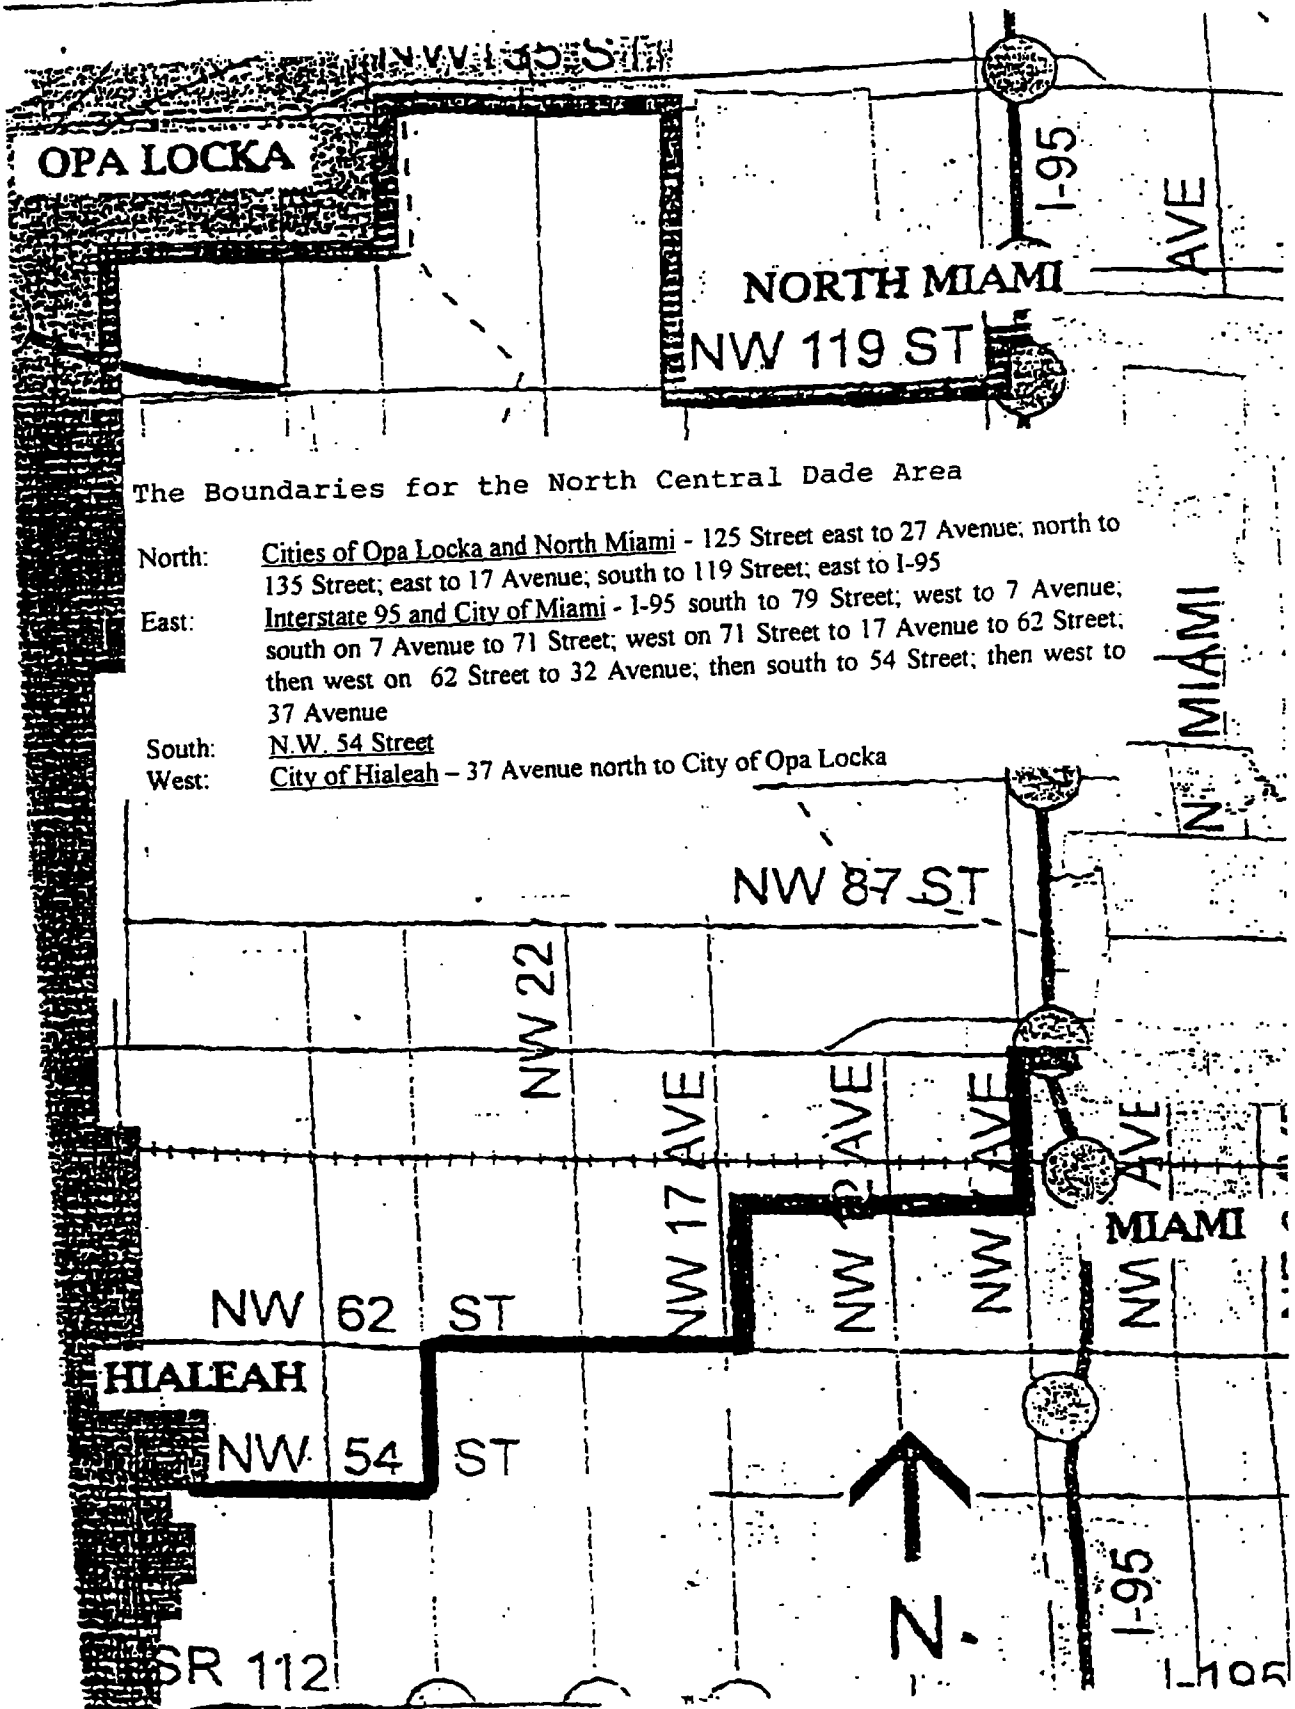 NW 135 ST
OPA LOCKA
I-95
AVE
NORTH MIAMI
NW 119 ST
The Boundaries for the North Central Dade Area
North: Cities of Opa Locka and North Miami - 125 Street east to 27 Avenue; north to
135 Street; east to 17 Avenue; south to 119 Street; east to I-95
East: Interstate 95 and City of Miami - I-95 south to 79 Street; west to 7 Avenue;
south on 7 Avenue to 71 Street; west on 71 Street to 17 Avenue to 62 Street;
then west on 62 Street to 32 Avenue; then south to 54 Street; then west to
37 Avenue
South: N.W. 54 Street
West: City of Hialeah – 37 Avenue north to City of Opa Locka
N MIAMI
NW 87 ST
NW 22
NW 17 AVE
NW 12 AVE
NW AVE
NW AVE
MIAMI
NW 62 ST
HIALEAH
NW 54 ST
N
I-95
SR 112
I-195